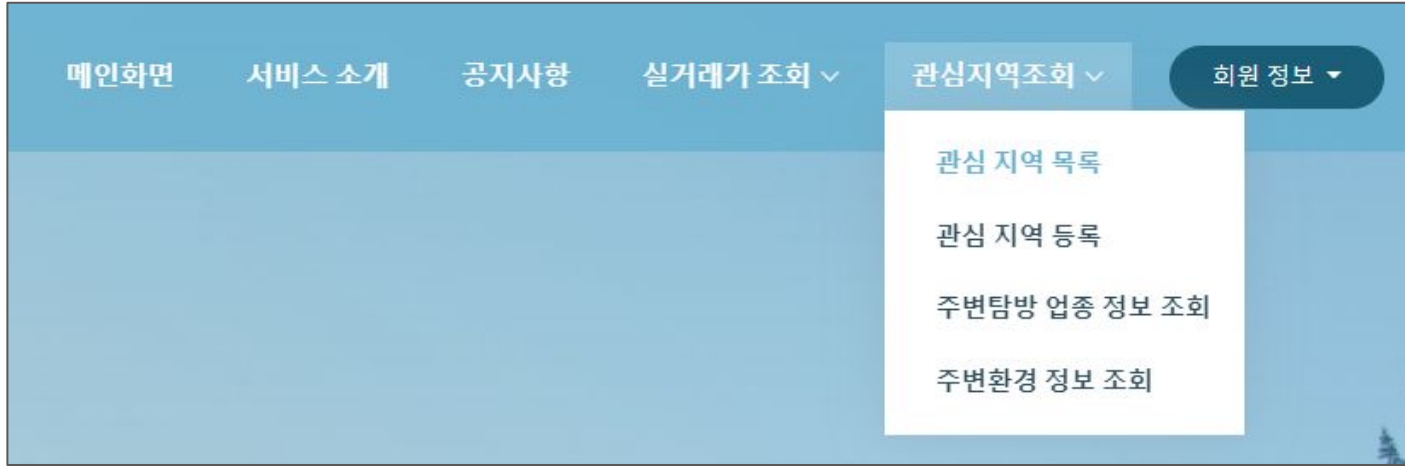 메인화면 서비스 소개 공지사항 실거래가 조회 관심지역조회 회원 정보
관심 지역 목록
관심 지역 등록
주변탐방 업종 정보 조회
주변환경 정보 조회